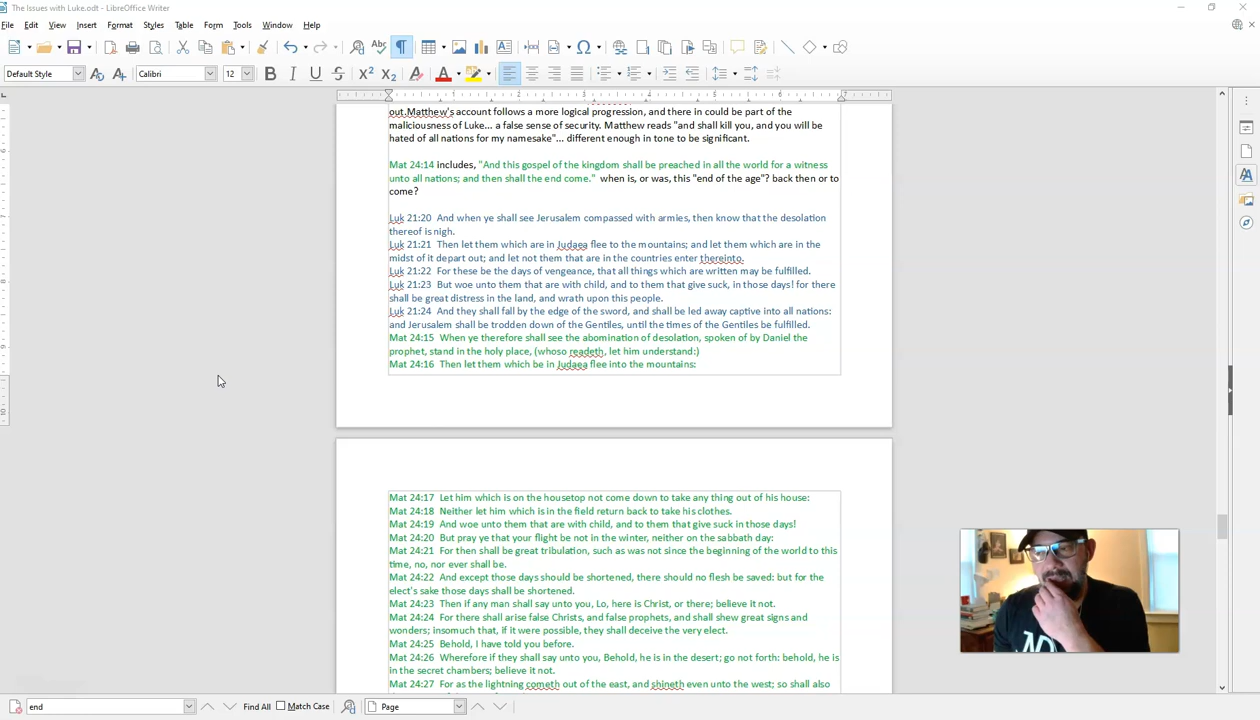 The Issues with Luke.odt - LibreOffice Writer
File Edit View Insert Format Styles Table Form Tools Window Help
Default Style Calibri 12
out.Matthew's account follows a more logical progression, and there in could be part of the
maliciousness of Luke... a false sense of security. Matthew reads "and shall kill you, and you will be
hated of all nations for my namesake"... different enough in tone to be significant.
Mat 24:14 includes, "And this gospel of the kingdom shall be preached in all the world for a witness
unto all nations; and then shall the end come." when is, or was, this "end of the age"? back then or to
come?
Luk 21:20 And when ye shall see Jerusalem compassed with armies, then know that the desolation
thereof is nigh.
Luk 21:21 Then let them which are in Judaea flee to the mountains; and let them which are in the
midst of it depart out; and let not them that are in the countries enter thereinto.
Luk 21:22 For these be the days of vengeance, that all things which are written may be fulfilled.
Luk 21:23 But woe unto them that are with child, and to them that give suck, in those days! for there
shall be great distress in the land, and wrath upon this people.
Luk 21:24 And they shall fall by the edge of the sword, and shall be led away captive into all nations:
and Jerusalem shall be trodden down of the Gentiles, until the times of the Gentiles be fulfilled.
Mat 24:15 When ye therefore shall see the abomination of desolation, spoken of by Daniel the
prophet, stand in the holy place, (whoso readeth, let him understand:)
Mat 24:16 Then let them which be in Judaea flee into the mountains:
Mat 24:17 Let him which is on the housetop not come down to take any thing out of his house:
Mat 24:18 Neither let him which is in the field return back to take his clothes.
Mat 24:19 And woe unto them that are with child, and to them that give suck in those days!
Mat 24:20 But pray ye that your flight be not in the winter, neither on the sabbath day:
Mat 24:21 For then shall be great tribulation, such as was not since the beginning of the world to this
time, no, nor ever shall be.
Mat 24:22 And except those days should be shortened, there should no flesh be saved: but for the
elect's sake those days shall be shortened.
Mat 24:23 Then if any man shall say unto you, Lo, here is Christ, or there; believe it not.
Mat 24:24 For there shall arise false Christs, and false prophets, and shall shew great signs and
wonders; insomuch that, if it were possible, they shall deceive the very elect.
Mat 24:25 Behold, I have told you before.
Mat 24:26 Wherefore if they shall say unto you, Behold, he is in the desert; go not forth: behold, he is
in the secret chambers; believe it not.
Mat 24:27 For as the lightning cometh out of the east, and shineth even unto the west; so shall also
end Find All Match Case Page